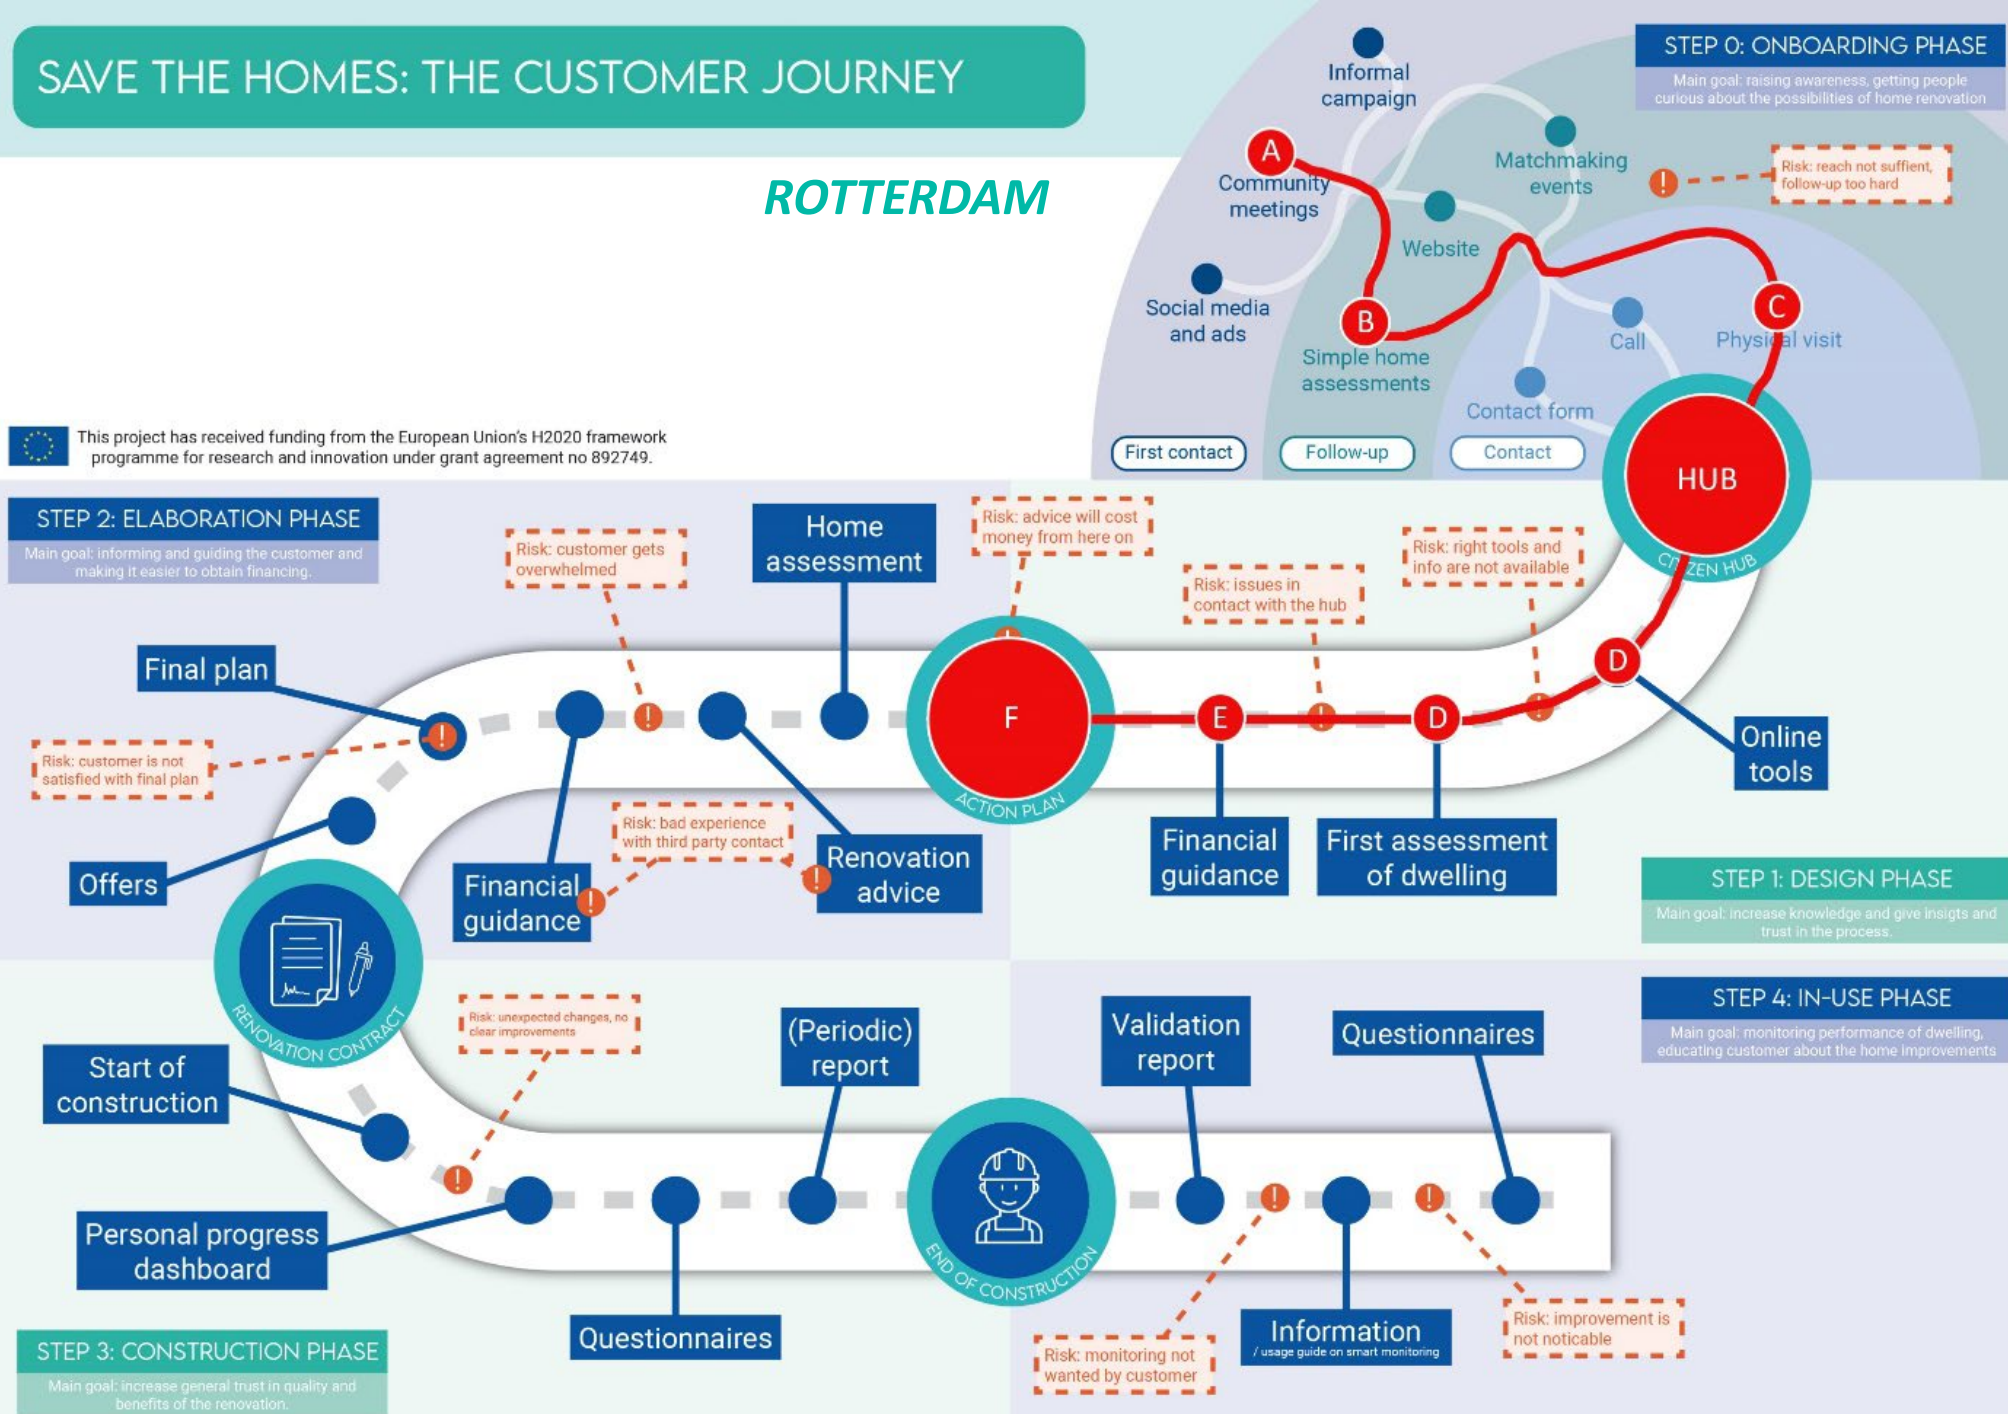 SAVE THE HOMES: THE CUSTOMER JOURNEY
ROTTERDAM
This project has received funding from the European Union's H2020 framework
programme for research and innovation under grant agreement no 892749.
STEP 0: ONBOARDING PHASE
Main goal: raising awareness, getting people
curious about the possibilities of home renovation
Informal
campaign
A
Community
meetings
Matchmaking
events
!
Risk: reach not suffient,
follow-up too hard
Website
Social media
and ads
B
Simple home
assessments
C
Call
Physical visit
Contact form
First contact
Follow-up
Contact
HUB
CITIZEN HUB
STEP 2: ELABORATION PHASE
Main goal: informing and guiding the customer and
making it easier to obtain financing.
Risk: customer gets
overwhelmed
Home
assessment
Risk: advice will cost
money from here on
Risk: issues in
contact with the hub
Risk: right tools and
info are not available
Final plan
!
Risk: customer is not
satisfied with final plan
!
F
ACTION PLAN
E
!
D
!
D
Online
tools
Offers
Financial
guidance
!
Risk: bad experience
with third party contact
!
Renovation
advice
Financial
guidance
First assessment
of dwelling
STEP 1: DESIGN PHASE
Main goal: increase knowledge and give insigts and
trust in the process.
RENOVATION CONTRACT
STEP 4: IN-USE PHASE
Main goal: monitoring performance of dwelling,
educating customer about the home improvements
Start of
construction
Risk: unexpected changes, no
clear improvements
!
(Periodic)
report
Validation
report
Questionnaires
Personal progress
dashboard
Questionnaires
END OF CONSTRUCTION
!
!
Risk: monitoring not
wanted by customer
Information
/ usage guide on smart monitoring
Risk: improvement is
not noticable
STEP 3: CONSTRUCTION PHASE
Main goal: increase general trust in quality and
benefits of the renovation.